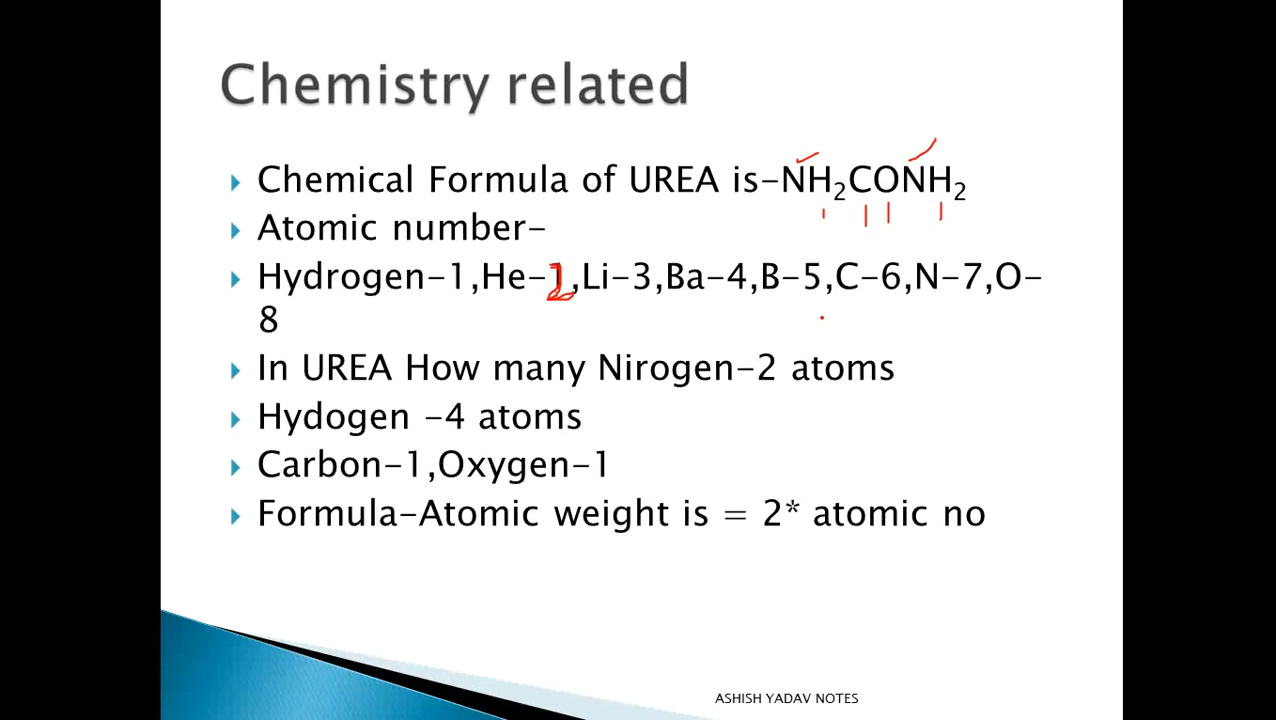 Chemistry related
Chemical Formula of UREA is-NH₂CONH₂
Atomic number-
Hydrogen-1,He-2,Li-3,Ba-4,B-5,C-6,N-7,O-
8
In UREA How many Nirogen-2 atoms
Hydogen -4 atoms
Carbon-1,Oxygen-1
Formula-Atomic weight is = 2* atomic no
ASHISH YADAV NOTES